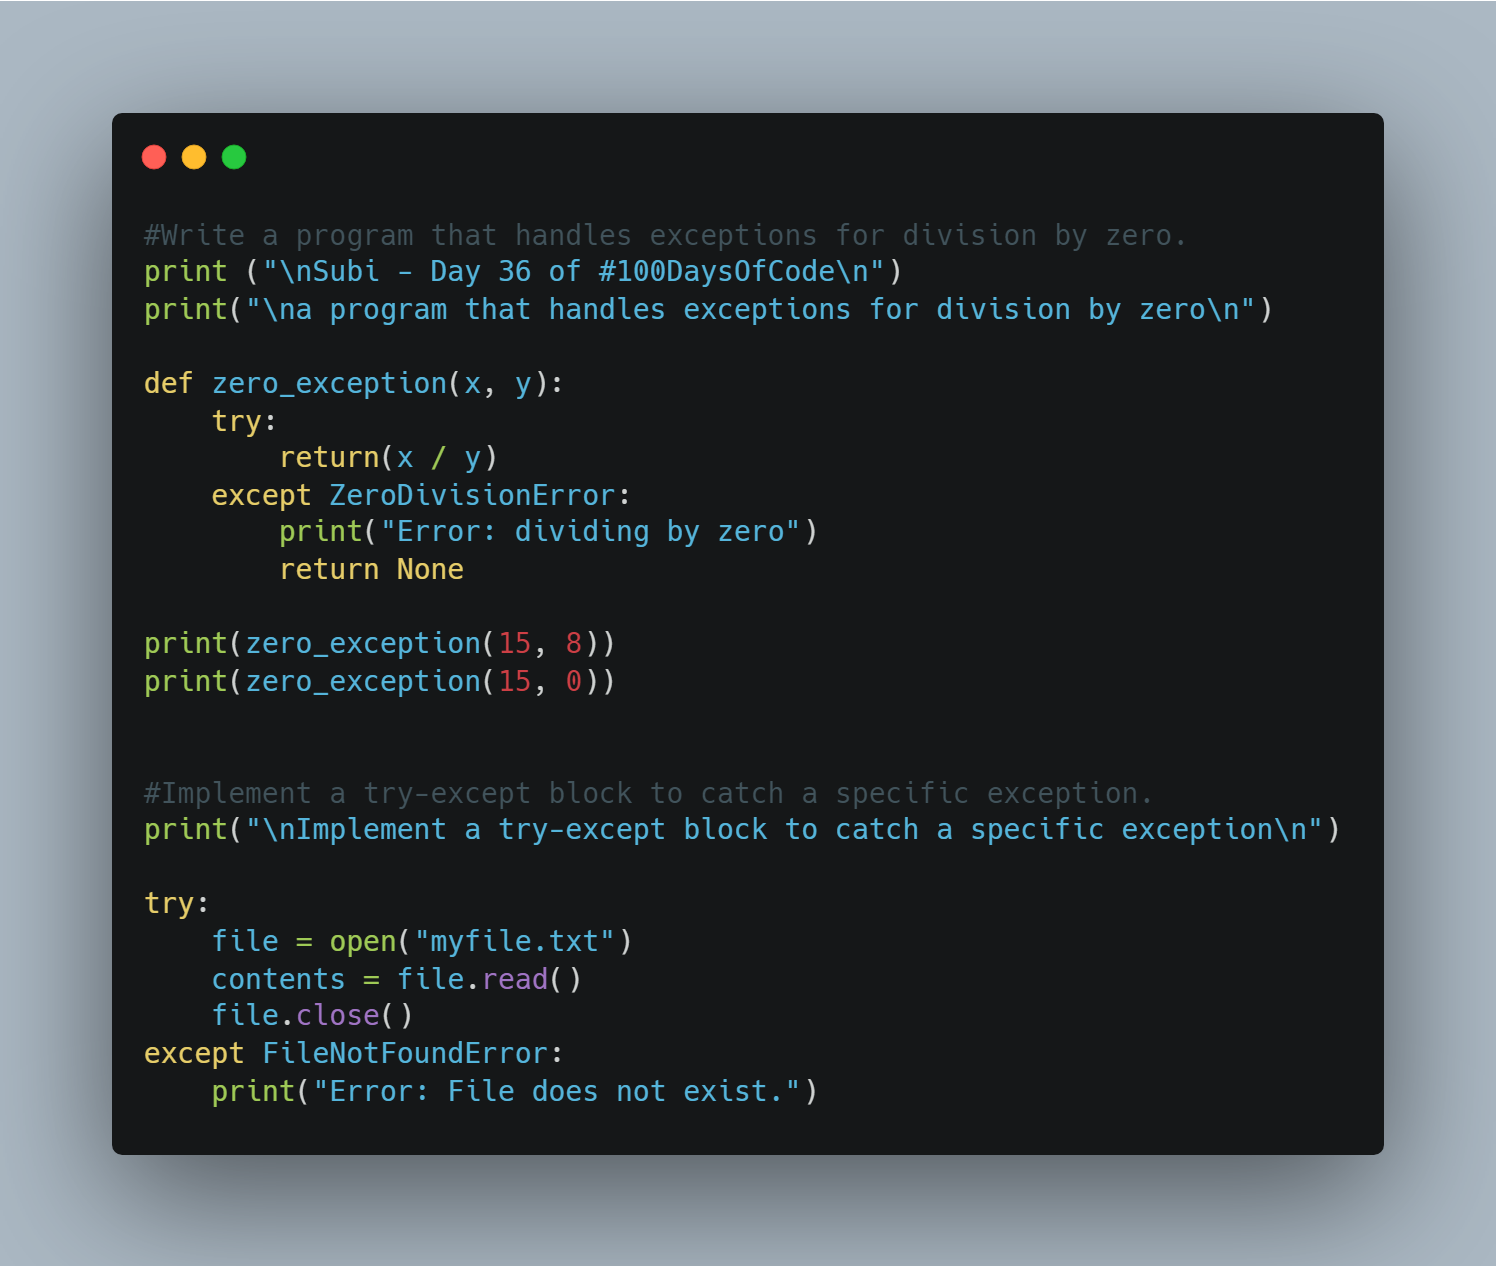 #Write a program that handles exceptions for division by zero.
print ("\nSubi - Day 36 of #100DaysOfCode\n")
print("\na program that handles exceptions for division by zero\n")

def zero_exception(x, y):
    try:
        return(x / y)
    except ZeroDivisionError:
        print("Error: dividing by zero")
        return None

print(zero_exception(15, 8))
print(zero_exception(15, 0))

#Implement a try-except block to catch a specific exception.
print("\nImplement a try-except block to catch a specific exception\n")

try:
    file = open("myfile.txt")
    contents = file.read()
    file.close()
except FileNotFoundError:
    print("Error: File does not exist.")